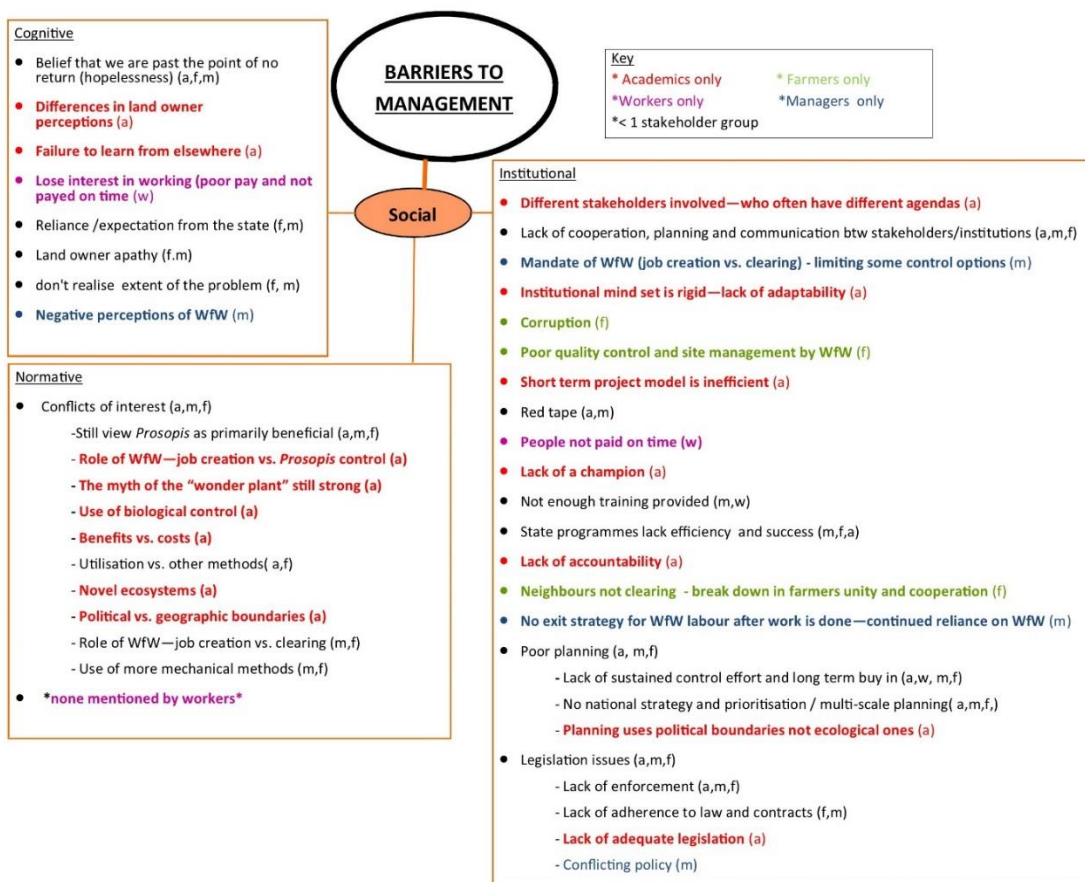 Cognitive
● Belief that we are past the point of no
return (hopelessness) (a,f,m)
● Differences in land owner
perceptions (a)
● Failure to learn from elsewhere (a)
● Lose interest in working (poor pay and not
payed on time (w)
● Reliance /expectation from the state (f,m)
● Land owner apathy (f.m)
● don't realise extent of the problem (f, m)
● Negative perceptions of WfW (m)
BARRIERS TO
MANAGEMENT
Key
* Academics only * Farmers only
*Workers only *Managers only
*< 1 stakeholder group
Social
Normative
● Conflicts of interest (a,m,f)
-Still view Prosopis as primarily beneficial (a,m,f)
- Role of WfW—job creation vs. Prosopis control (a)
- The myth of the “wonder plant” still strong (a)
- Use of biological control (a)
- Benefits vs. costs (a)
- Utilisation vs. other methods( a,f)
- Novel ecosystems (a)
- Political vs. geographic boundaries (a)
- Role of WfW—job creation vs. clearing (m,f)
- Use of more mechanical methods (m,f)
● *none mentioned by workers*
Institutional
● Different stakeholders involved—who often have different agendas (a)
● Lack of cooperation, planning and communication btw stakeholders/institutions (a,m,f)
● Mandate of WfW (job creation vs. clearing) - limiting some control options (m)
● Institutional mind set is rigid—lack of adaptability (a)
● Corruption (f)
● Poor quality control and site management by WfW (f)
● Short term project model is inefficient (a)
● Red tape (a,m)
● People not paid on time (w)
● Lack of a champion (a)
● Not enough training provided (m,w)
● State programmes lack efficiency and success (m,f,a)
● Lack of accountability (a)
● Neighbours not clearing - break down in farmers unity and cooperation (f)
● No exit strategy for WfW labour after work is done—continued reliance on WfW (m)
● Poor planning (a, m,f)
- Lack of sustained control effort and long term buy in (a,w, m,f)
- No national strategy and prioritisation / multi-scale planning( a,m,f,)
- Planning uses political boundaries not ecological ones (a)
● Legislation issues (a,m,f)
- Lack of enforcement (a,m,f)
- Lack of adherence to law and contracts (f,m)
- Lack of adequate legislation (a)
- Conflicting policy (m)